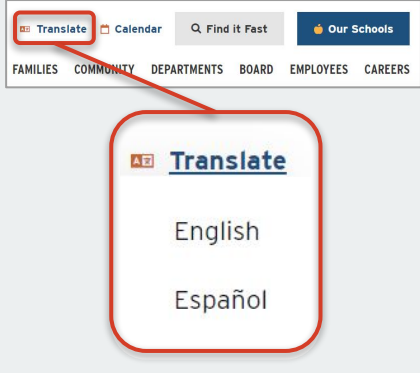 Translate Calendar Find it Fast Our Schools
FAMILIES COMMUNITY DEPARTMENTS BOARD EMPLOYEES CAREERS
Translate
English
Español